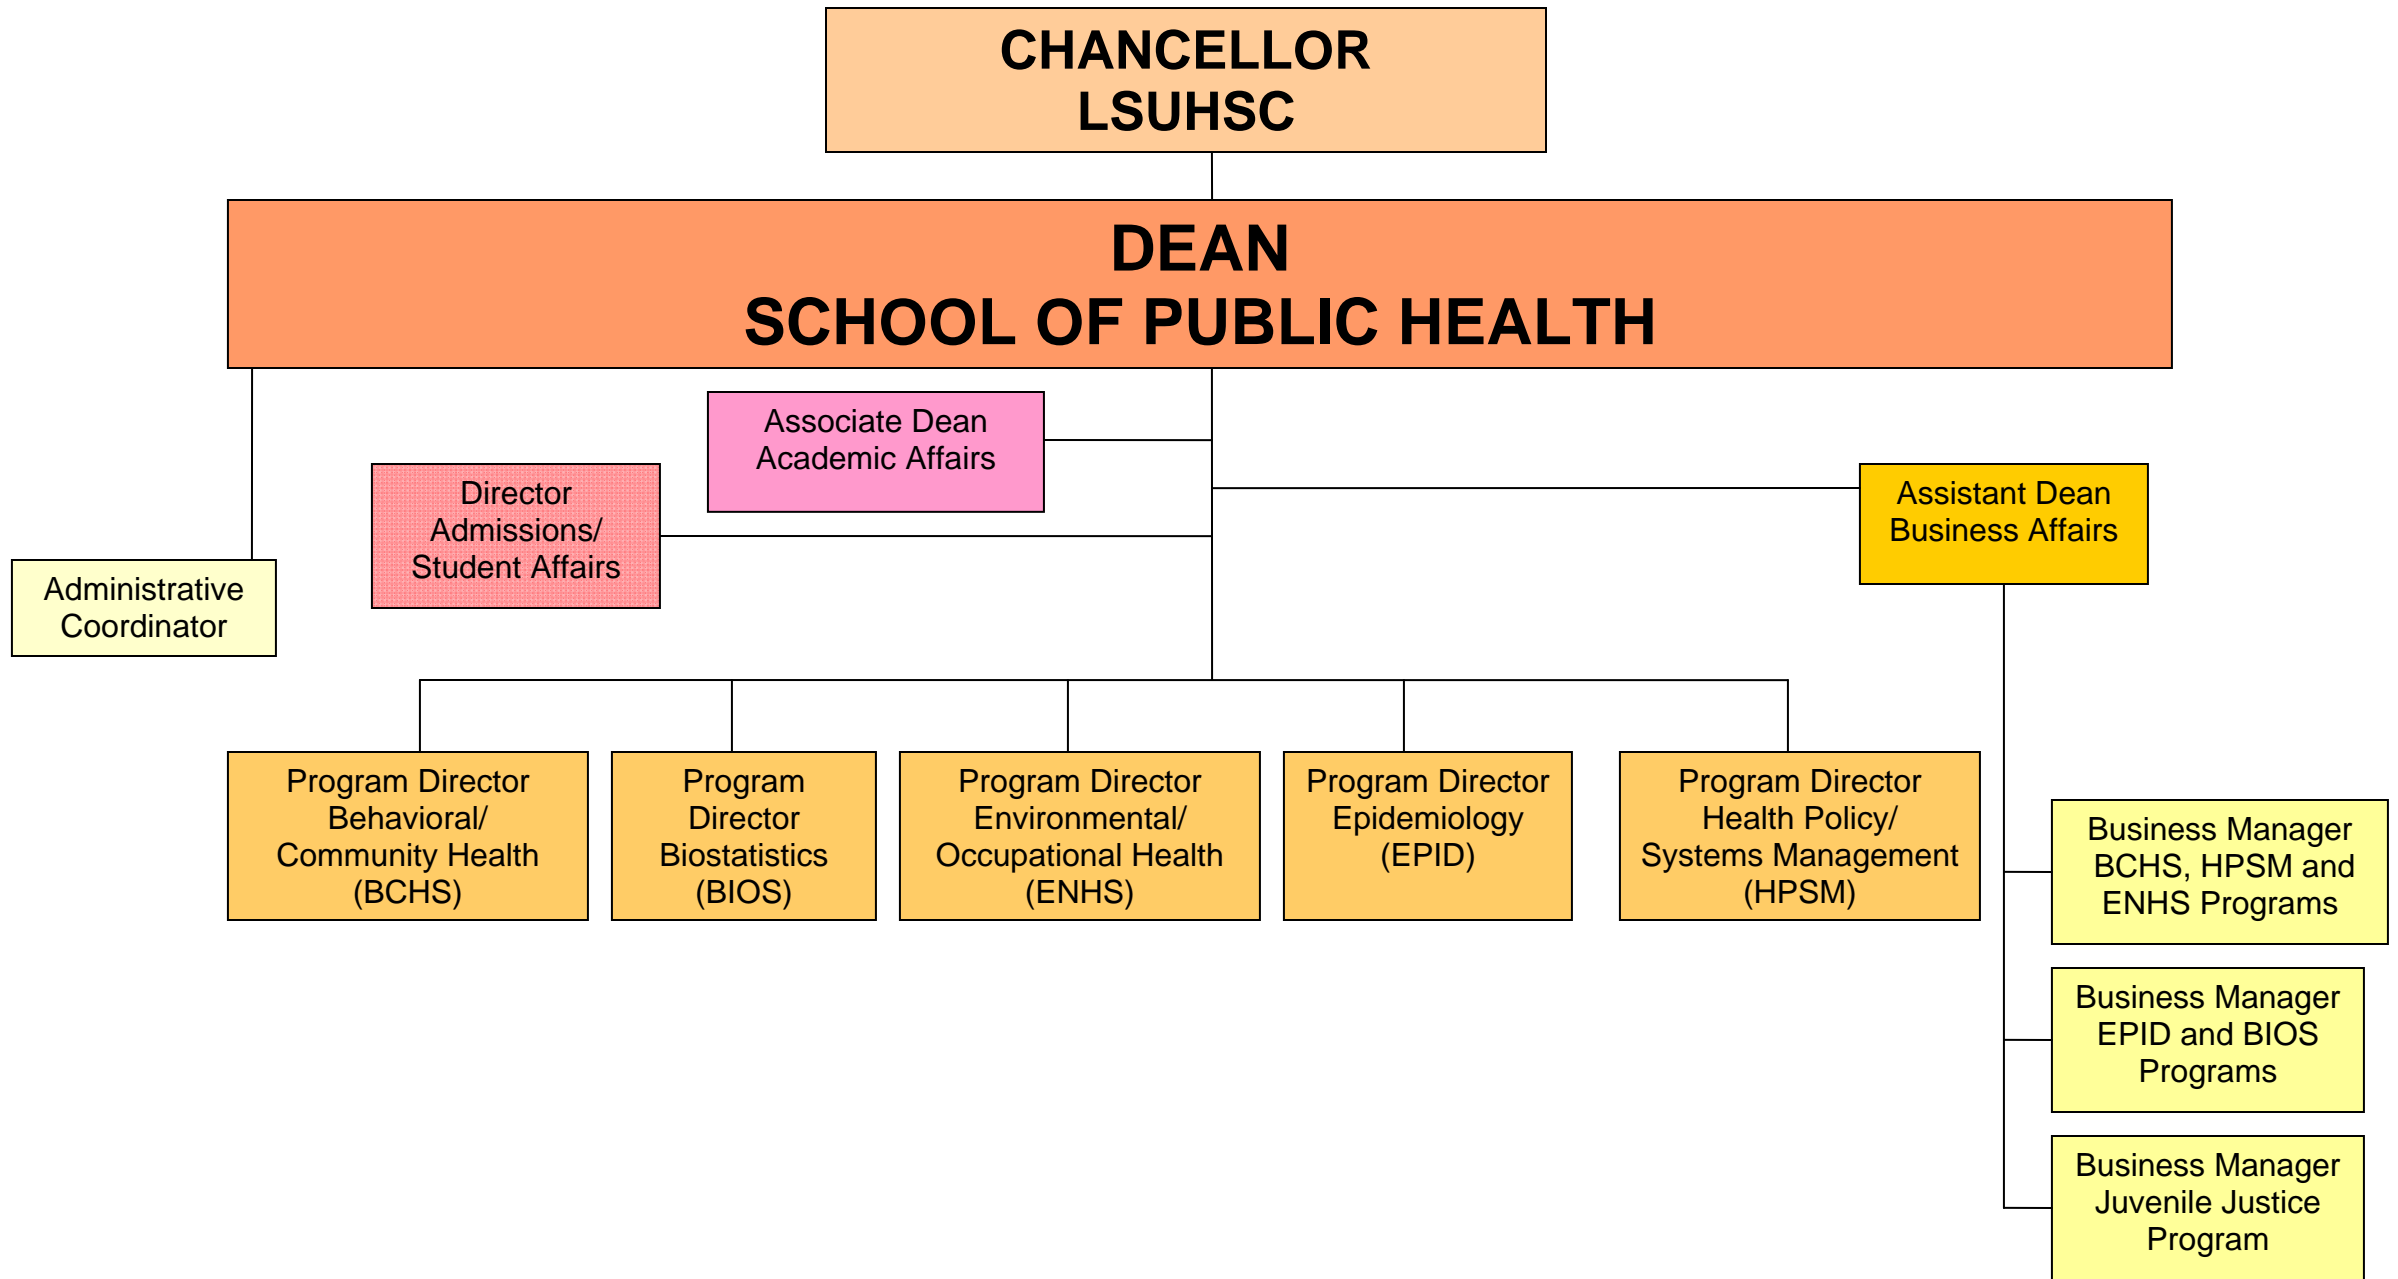 CHANCELLOR
LSUHSC
DEAN
SCHOOL OF PUBLIC HEALTH
Associate Dean
Academic Affairs
Director
Admissions/
Student Affairs
Assistant Dean
Business Affairs
Administrative
Coordinator
Program Director
Behavioral/
Community Health
(BCHS)
Program
Director
Biostatistics
(BIOS)
Program Director
Environmental/
Occupational Health
(ENHS)
Program Director
Epidemiology
(EPID)
Program Director
Health Policy/
Systems Management
(HPSM)
Business Manager
BCHS, HPSM and
ENHS Programs
Business Manager
EPID and BIOS
Programs
Business Manager
Juvenile Justice
Program